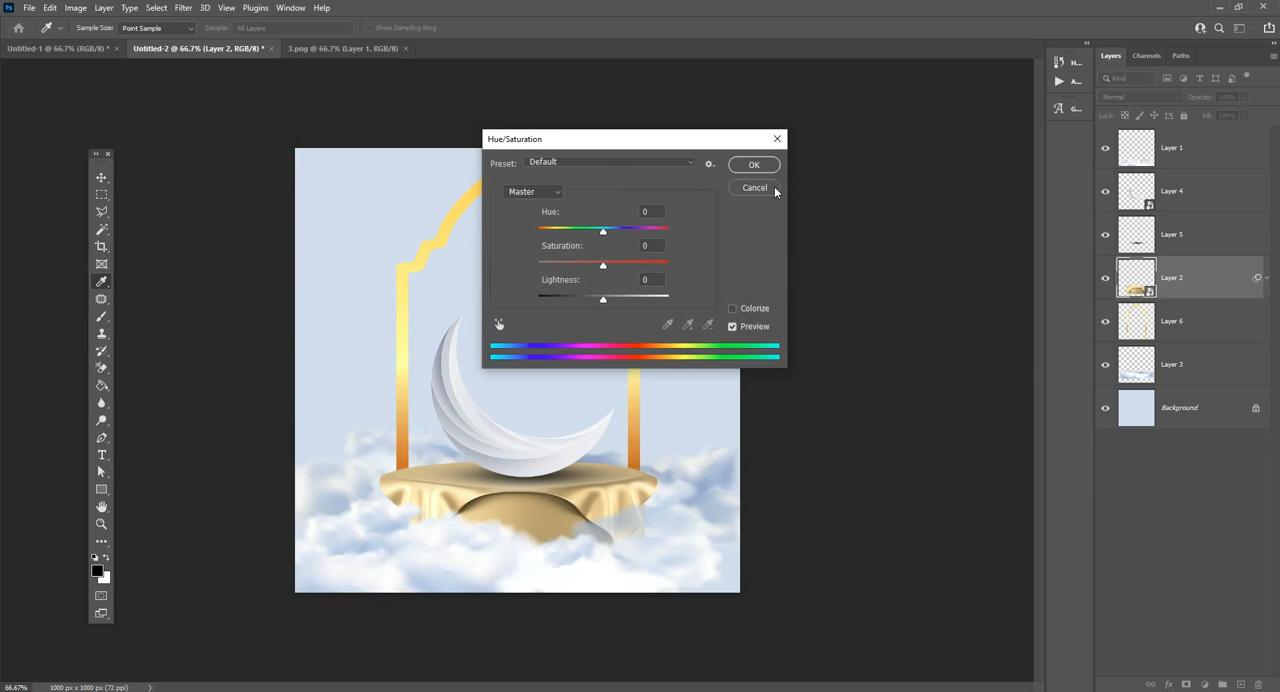 Ps File Edit Image Layer Type Select Filter 3D View Plugins Window Help
Sample Size: Point Sample Sample: All Layers Show Sampling Ring
Untitled-1 @ 66.7% (RGB/8) * × Untitled-2 @ 66.7% (Layer 2, RGB/8) * × 3.png @ 66.7% (Layer 1, RGB/8) ×
H...
A...
G...
Layers Channels Paths
Kind
Normal Opacity: 100%
Lock: Fill: 100%
Layer 1
Layer 4
Layer 5
Layer 2
Layer 6
Layer 3
Background
Hue/Saturation
Preset: Default OK
Cancel
Master
Hue: 0
Saturation: 0
Lightness: 0
Colorize
Preview
66.67% 1000 px x 1000 px (72 ppi)